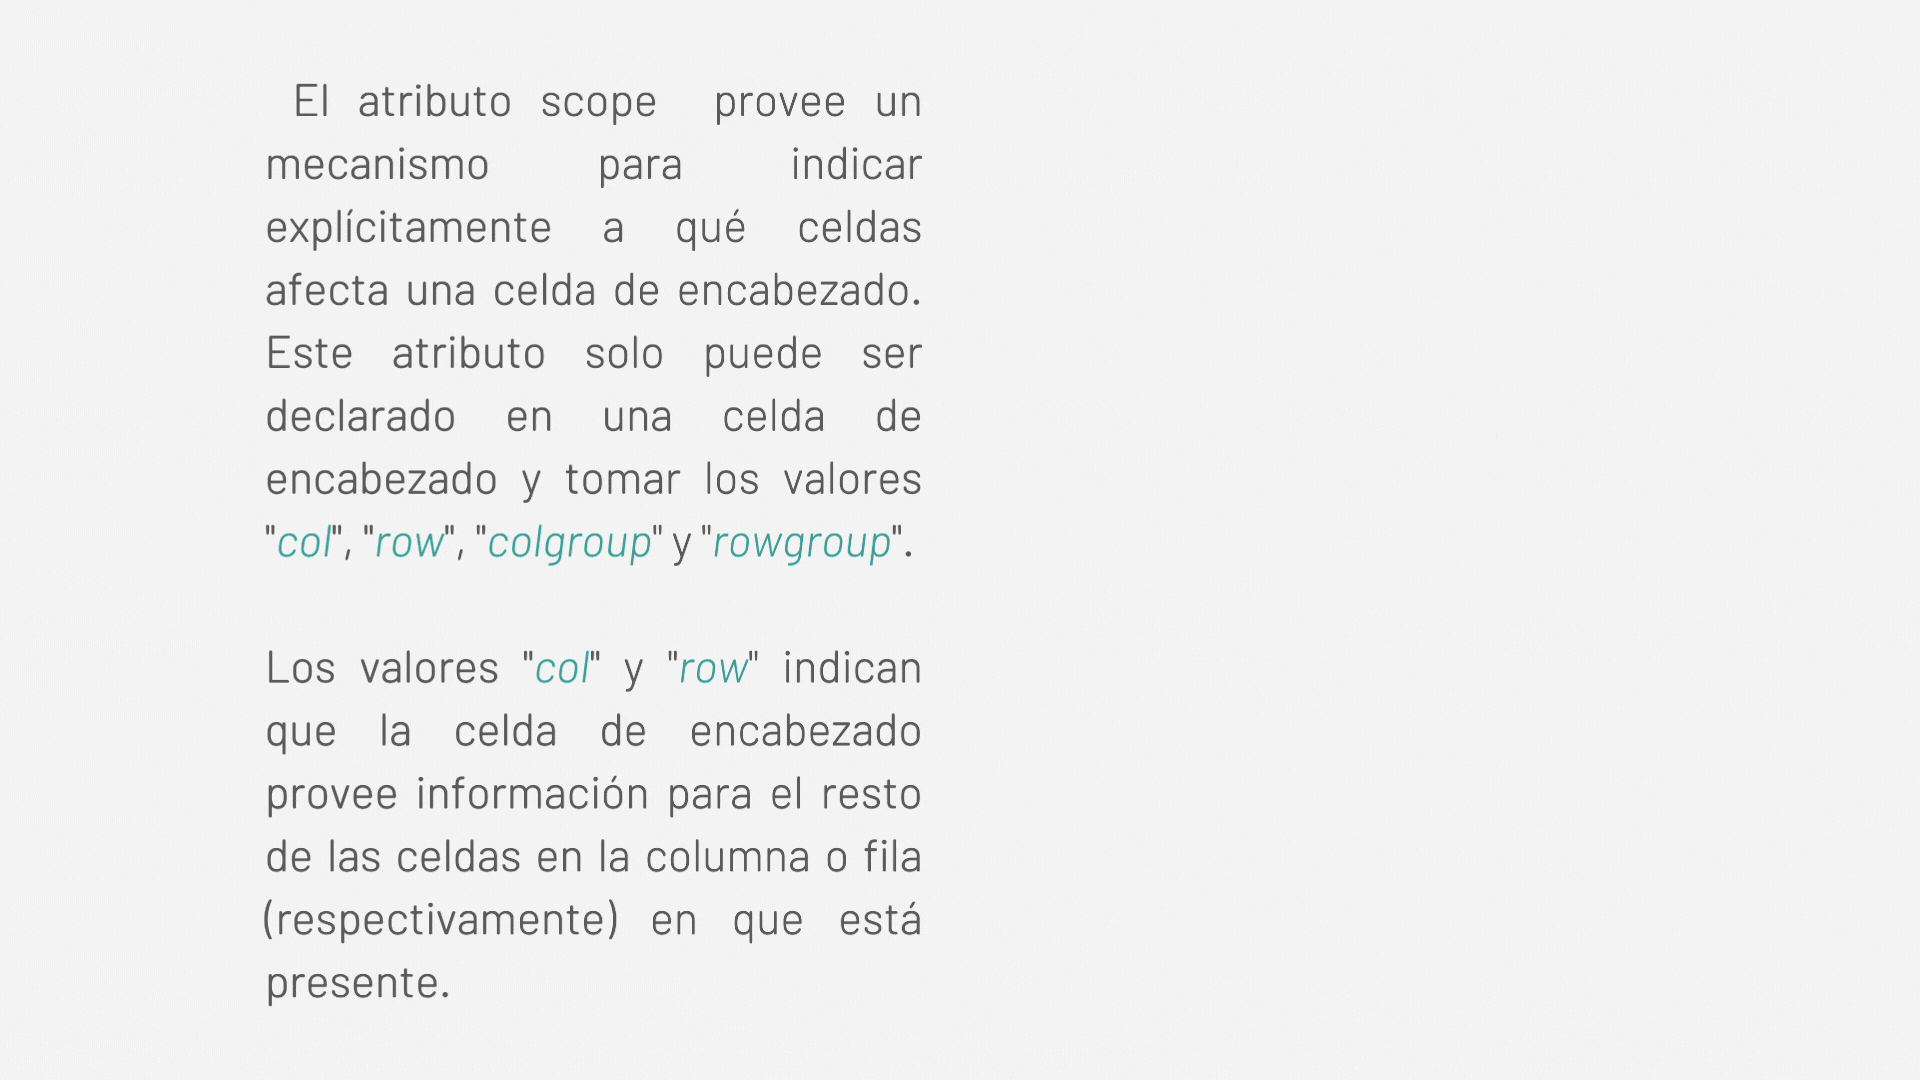 El atributo scope provee un
mecanismo para indicar
explícitamente a qué celdas
afecta una celda de encabezado.
Este atributo solo puede ser
declarado en una celda de
encabezado y tomar los valores
"col", "row", "colgroup" y "rowgroup".
Los valores "col" y "row" indican
que la celda de encabezado
provee información para el resto
de las celdas en la columna o fila
(respectivamente) en que está
presente.